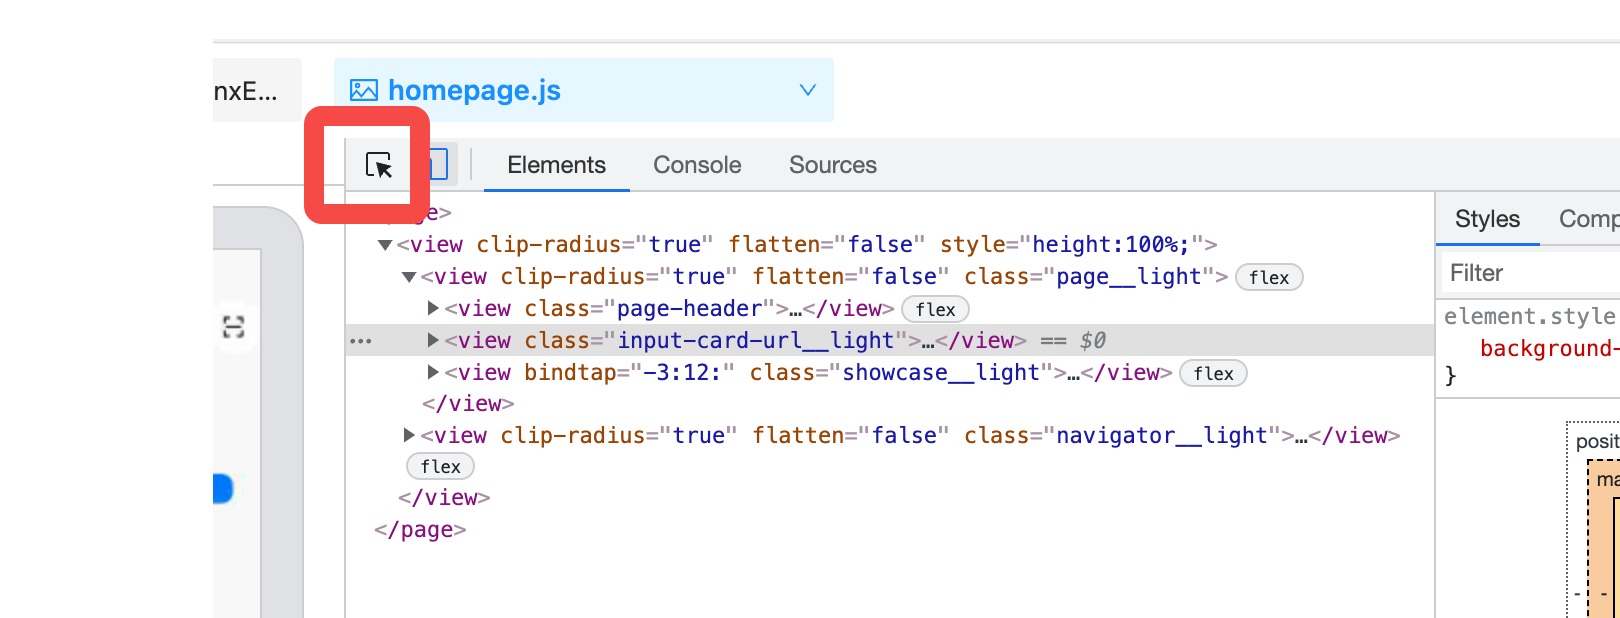 nxE...
homepage.js
Elements Console Sources
ge>
<view clip-radius="true" flatten="false" style="height:100%;">
<view clip-radius="true" flatten="false" class="page__light"> flex
<view class="page-header">…</view> flex
<view class="input-card-url__light">…</view> == $0
<view bindtap="-3:12:" class="showcase__light">…</view> flex
</view>
<view clip-radius="true" flatten="false" class="navigator__light">…</view>
flex
</view>
</page>
Styles Comp
Filter
element.style
background-
}
posit
ma
- -